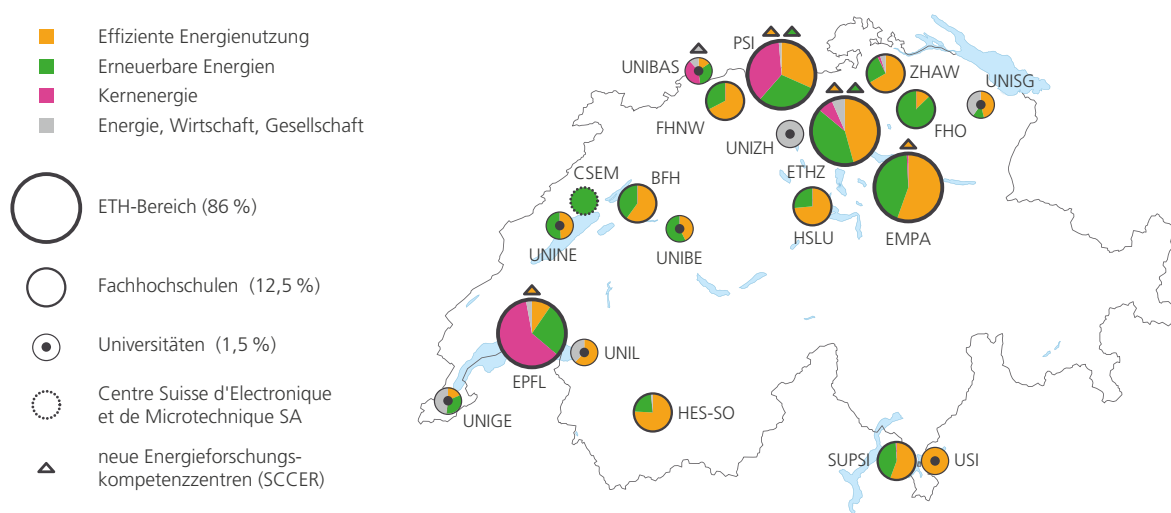 Effiziente Energienutzung
Erneuerbare Energien
Kernenergie
Energie, Wirtschaft, Gesellschaft
ETH-Bereich (86 %)
Fachhochschulen (12,5 %)
Universitäten (1,5 %)
Centre Suisse d'Electronique
et de Microtechnique SA
neue Energieforschungs-
kompetenzzentren (SCCER)
PSI
UNIBAS
ZHAW
UNISG
FHNW
FHO
UNIZH
ETHZ
CSEM
BFH
HSLU
EMPA
UNINE
UNIBE
UNIL
EPFL
UNIGE
HES-SO
SUPSI
USI